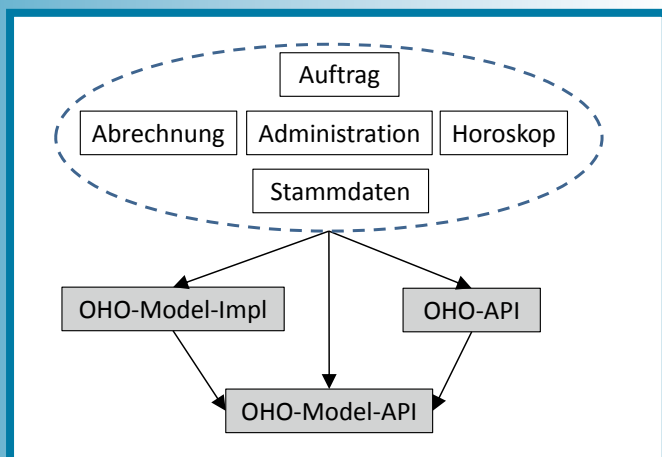 Auftrag
Abrechnung Administration Horoskop
Stammdaten
OHO-Model-Impl OHO-API
OHO-Model-API